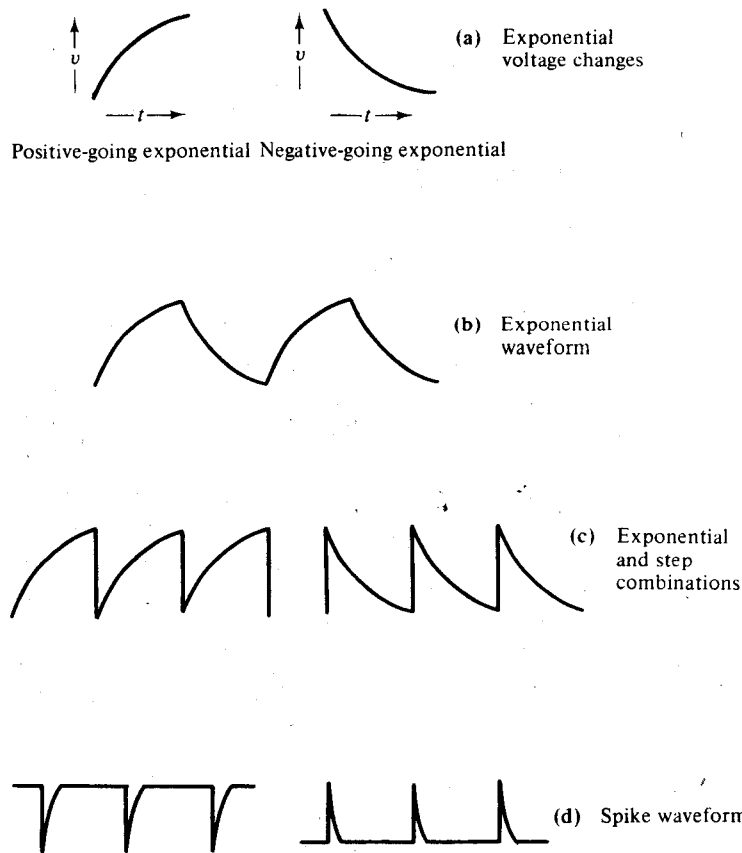 υ
t
υ
t
(a) Exponential
voltage changes
Positive-going exponential Negative-going exponential
(b) Exponential
waveform
(c) Exponential
and step
combinations
(d) Spike waveform